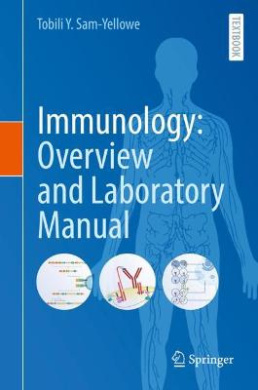 Tobili Y. Sam-Yellowe
TEXTBOOK
Immunology:
Overview
and Laboratory
Manual
Springer